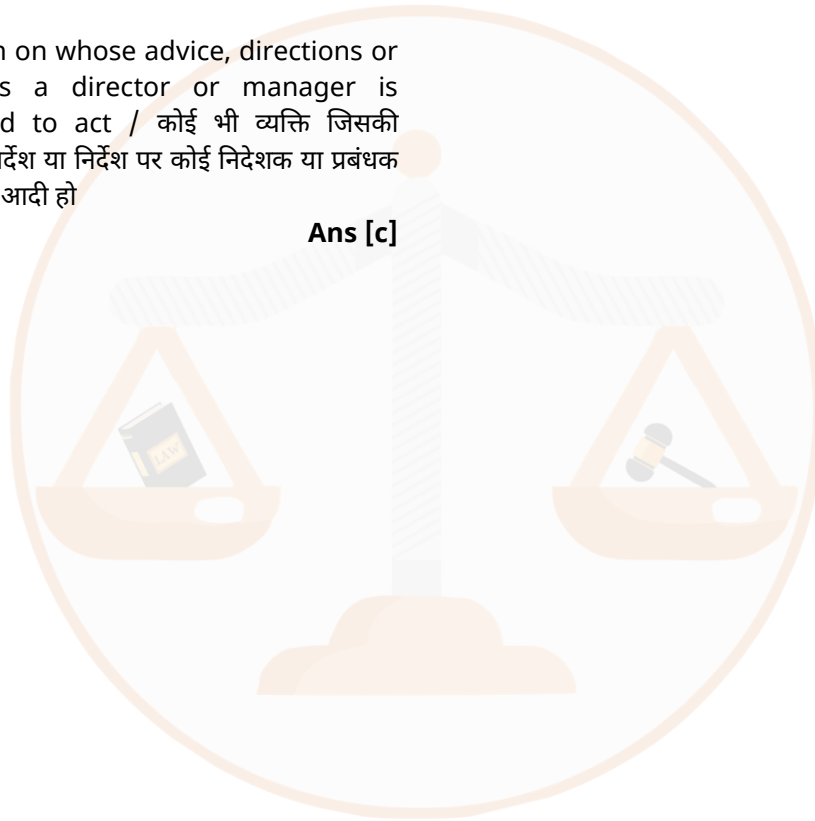 n on whose advice, directions or
s a director or manager is
d to act / कोई भी व्यक्ति जिसकी
र्देश या निर्देश पर कोई निदेशक या प्रबंधक
आदी हो
Ans [c]
LAW